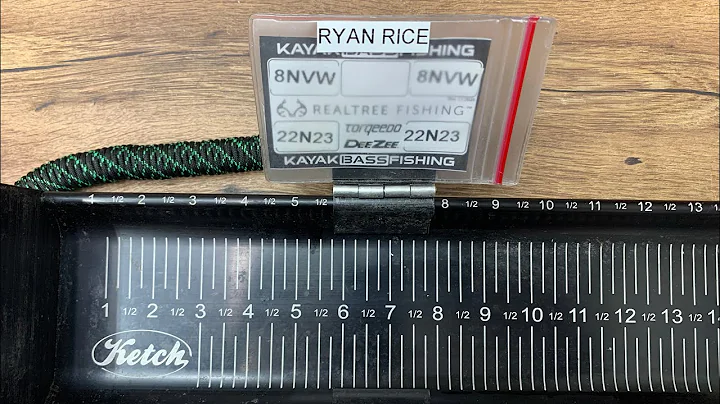 RYAN RICE
KAYAK BASS FISHING
8NVW 8NVW
REALTREE FISHING™
22N23 torqeedo 22N23
DEEZEE
KAYAK BASS FISHING
1 1/2 2 1/2 3 1/2 4 1/2 5 1/2 8 1/2 9 1/2 10 1/2 11 1/2 12 1/2 13
1 1/2 2 1/2 3 1/2 4 1/2 5 1/2 6 1/2 7 1/2 8 1/2 9 1/2 10 1/2 11 1/2 12 1/2 13 1/2 14
Ketch